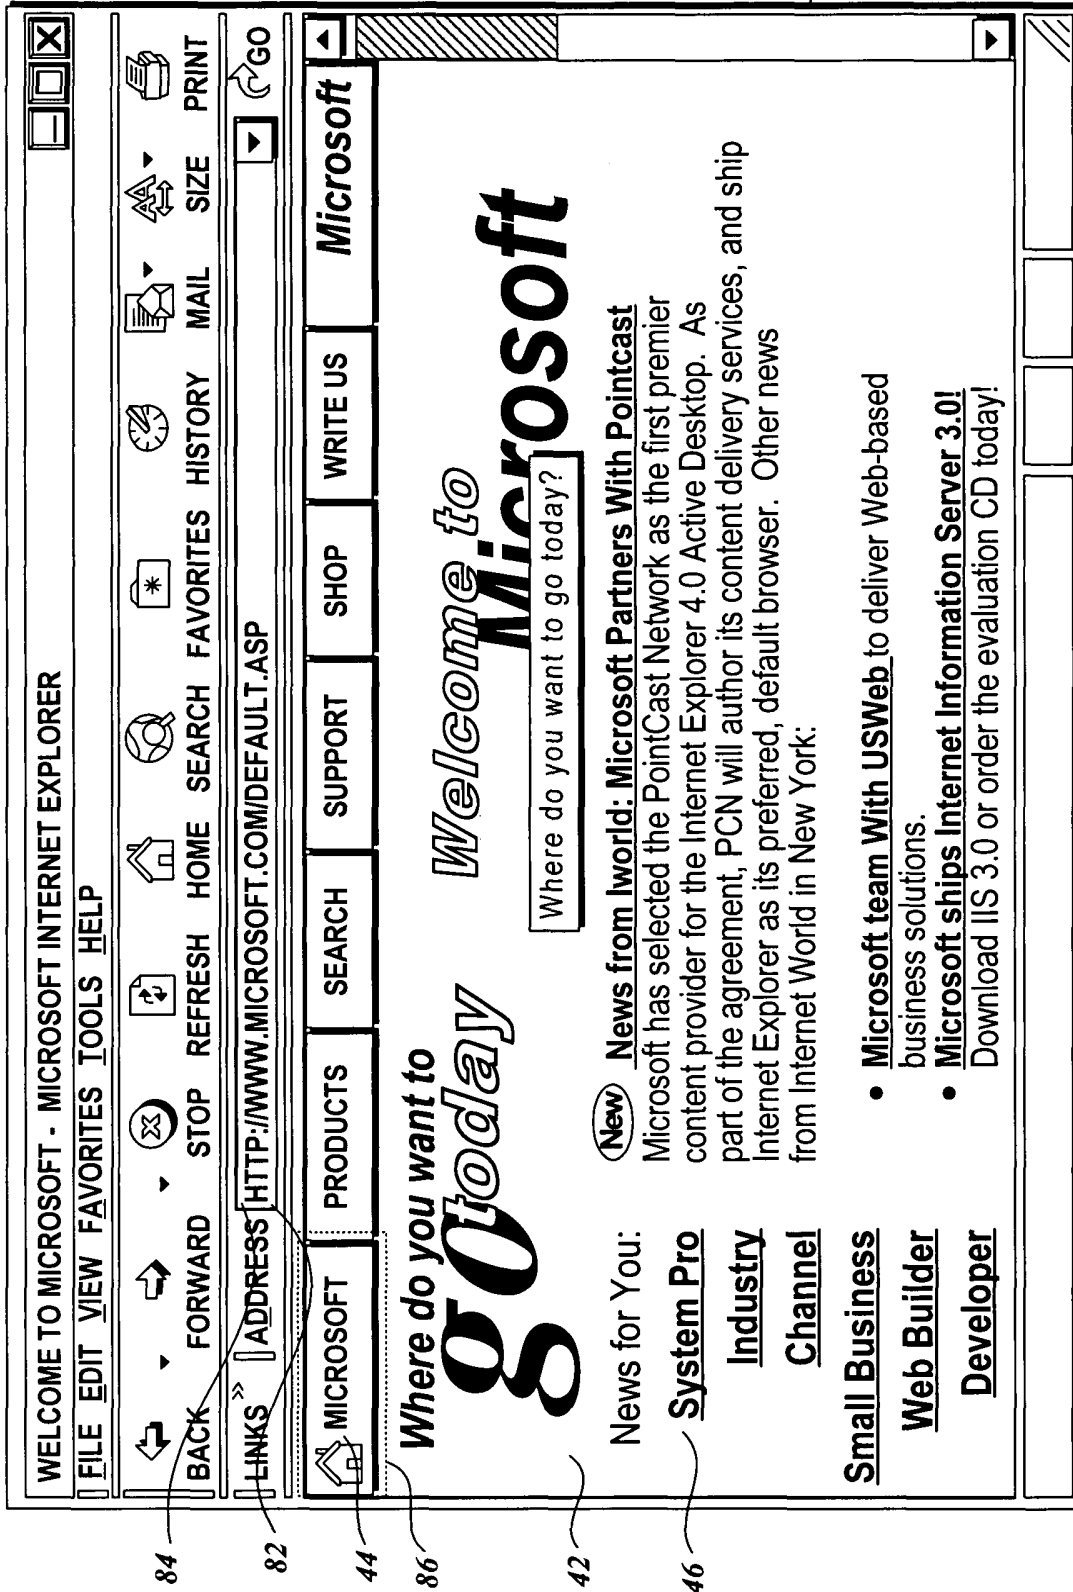 WELCOME TO MICROSOFT - MICROSOFT INTERNET EXPLORER
FILE EDIT VIEW FAVORITES TOOLS HELP
BACK FORWARD STOP REFRESH HOME SEARCH FAVORITES HISTORY MAIL SIZE PRINT
LINKS » ADDRESS HTTP://WWW.MICROSOFT.COM/DEFAULT.ASP GO
MICROSOFT PRODUCTS SEARCH SUPPORT SHOP WRITE US Microsoft
Where do you want to
go today
Welcome to
Microsoft
Where do you want to go today?
News for You:
System Pro
Industry
Channel
Small Business
Web Builder
Developer
New News from Iworld: Microsoft Partners With Pointcast
Microsoft has selected the PointCast Network as the first premier
content provider for the Internet Explorer 4.0 Active Desktop. As
part of the agreement, PCN will author its content delivery services, and ship
Internet Explorer as its preferred, default browser. Other news
from Internet World in New York:
• Microsoft team With USWeb to deliver Web-based
business solutions.
• Microsoft ships Internet Information Server 3.0!
Download IIS 3.0 or order the evaluation CD today!
84
82
44
86
42
46